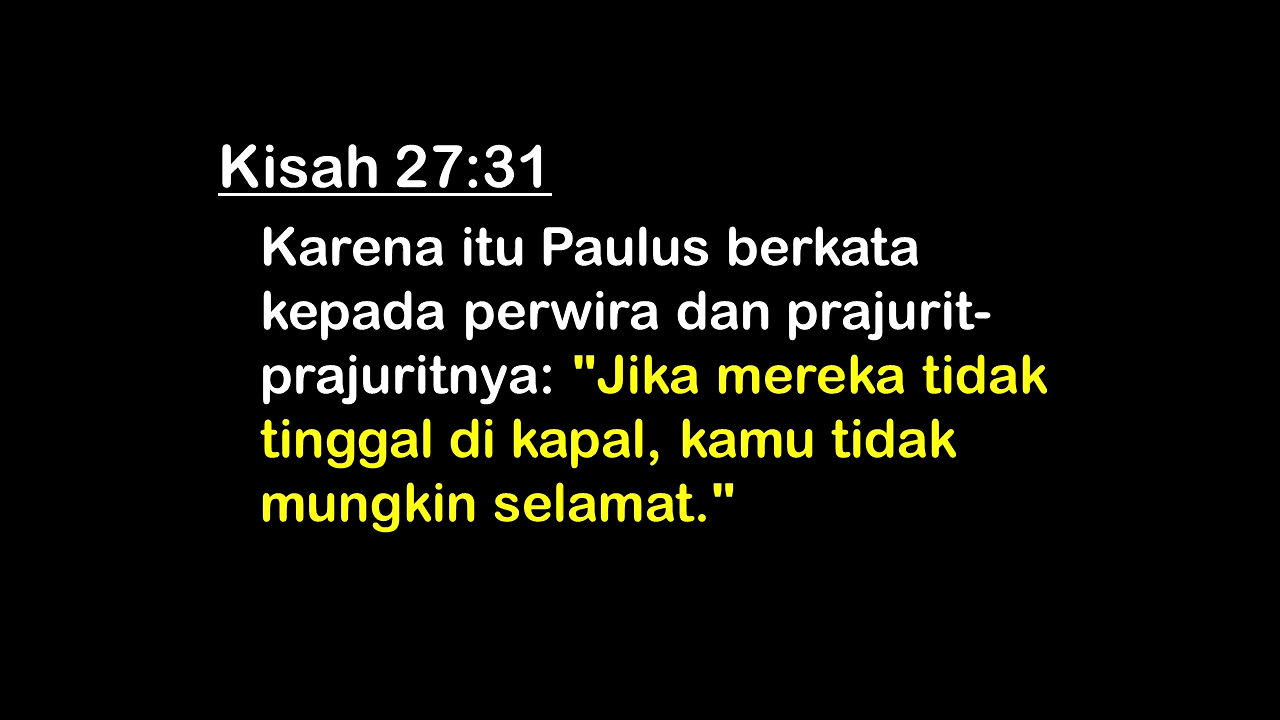 Kisah 27:31
Karena itu Paulus berkata
kepada perwira dan prajurit-
prajuritnya: "Jika mereka tidak
tinggal di kapal, kamu tidak
mungkin selamat."